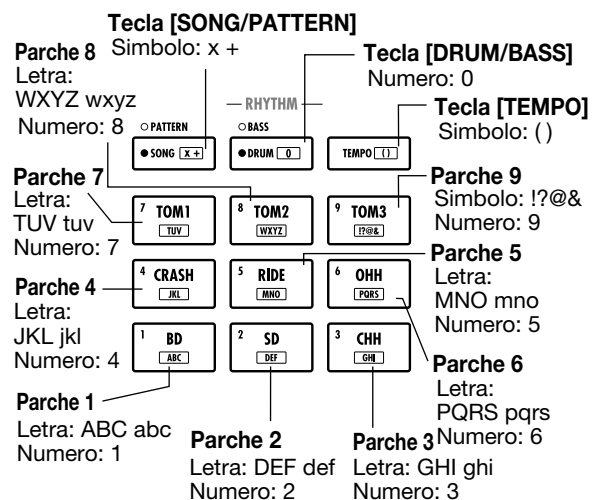 Tecla [SONG/PATTERN]
Simbolo: x +
Parche 8
Letra:
WXYZ wxyz
Numero: 8
Tecla [DRUM/BASS]
Numero: 0
Tecla [TEMPO]
Simbolo: ( )
RHYTHM
PATTERN
SONG x +
BASS
DRUM 0
TEMPO ( )
Parche 7
Letra:
TUV tuv
Numero: 7
7 TOM1
TUV
8 TOM2
WXYZ
9 TOM3
!?@&
Parche 9
Simbolo: !?@&
Numero: 9
Parche 4
Letra:
JKL jkl
Numero: 4
4 CRASH
JKL
5 RIDE
MNO
6 OHH
PQRS
Parche 5
Letra:
MNO mno
Numero: 5
1 BD
ABC
2 SD
DEF
3 CHH
GHI
Parche 6
Letra:
PQRS pqrs
Numero: 6
Parche 1
Letra: ABC abc
Numero: 1
Parche 2
Letra: DEF def
Numero: 2
Parche 3
Letra: GHI ghi
Numero: 3